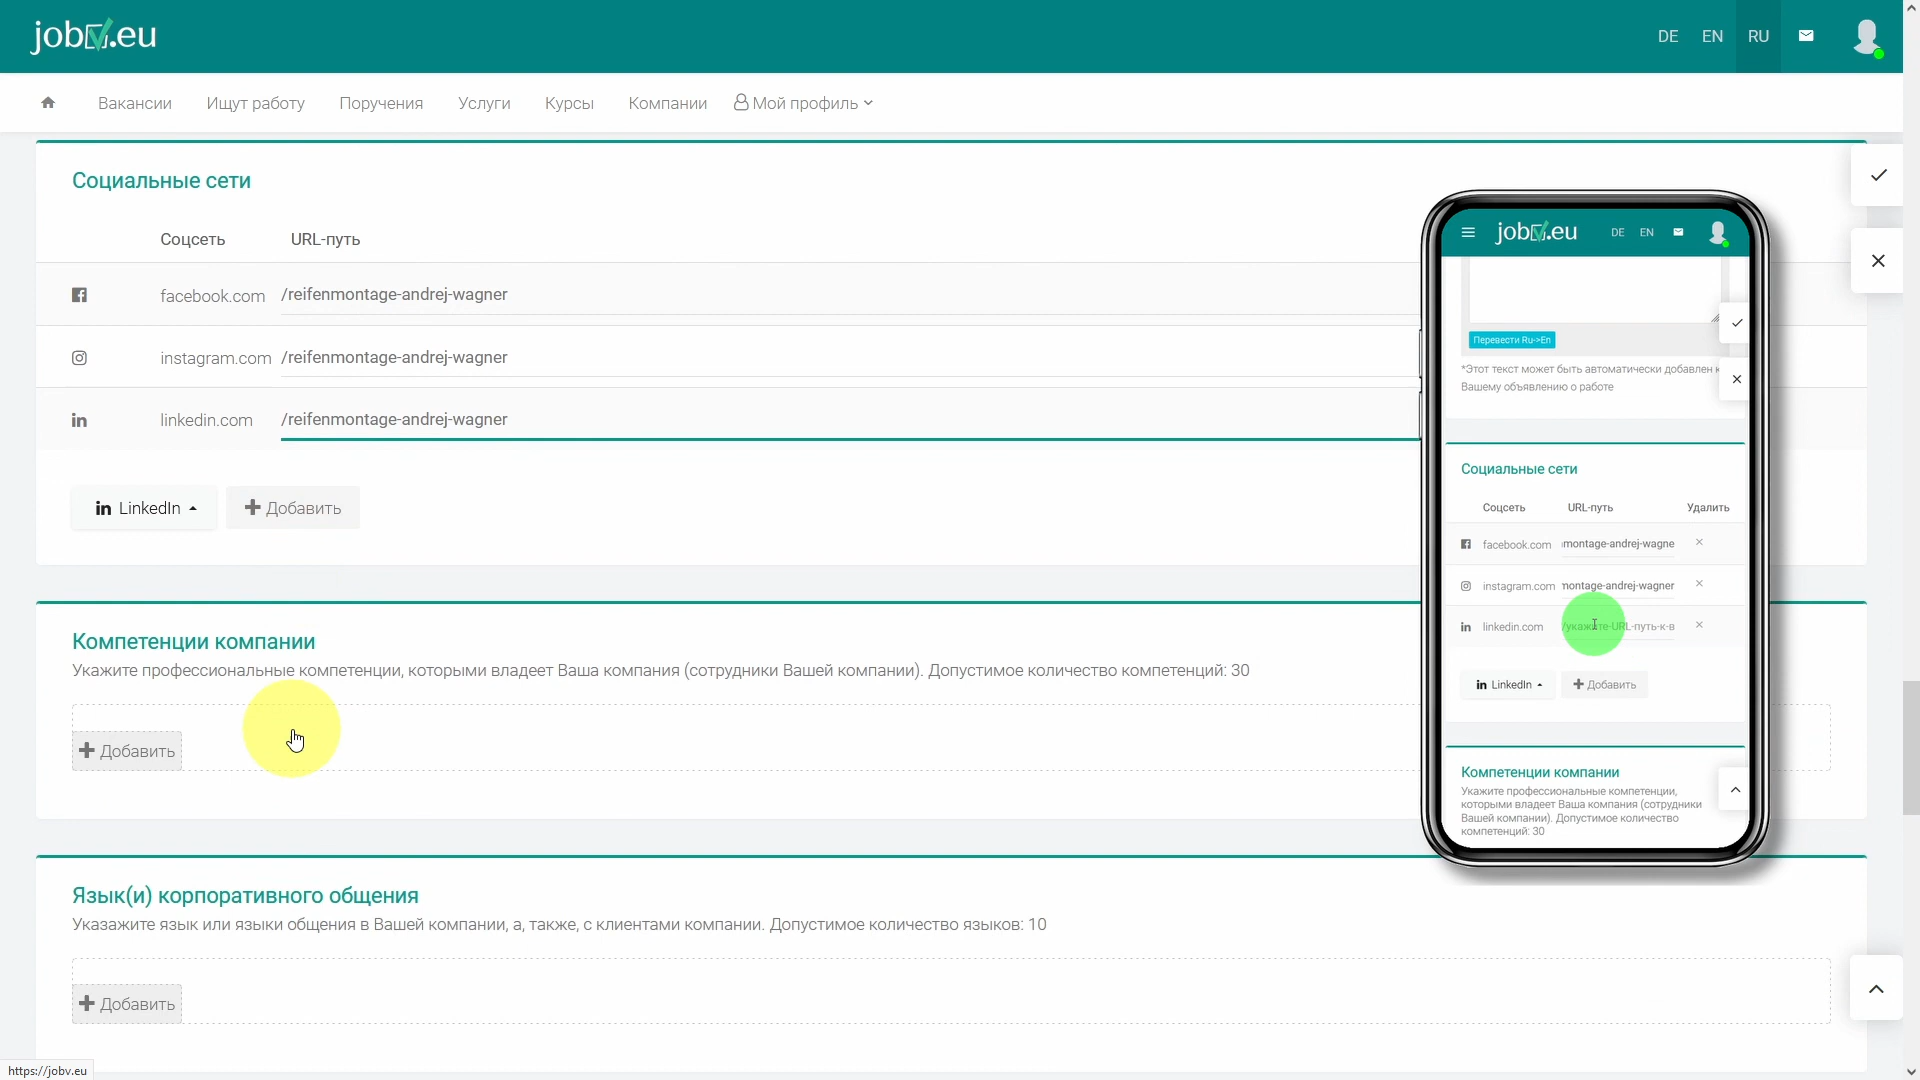 jobv.eu
DE EN RU
Вакансии Ищут работу Поручения Услуги Курсы Компании Мой профиль
Социальные сети
Соцсеть URL-путь
facebook.com /reifenmontage-andrej-wagner
instagram.com /reifenmontage-andrej-wagner
linkedin.com /reifenmontage-andrej-wagner
LinkedIn Добавить
Компетенции компании
Укажите профессиональные компетенции, которыми владеет Ваша компания (сотрудники Вашей компании). Допустимое количество компетенций: 30
Добавить
Язык(и) корпоративного общения
Указажите язык или языки общения в Вашей компании, а, также, с клиентами компании. Допустимое количество языков: 10
Добавить
https://jobv.eu
jobv.eu DE EN
Перевести Ru->En
*Этот текст может быть автоматически добавлен к
Вашему объявлению о работе
Социальные сети
Соцсеть URL-путь Удалить
facebook.com montage-andrej-wagne
instagram.com montage-andrej-wagner
linkedin.com /укажите-URL-путь-к-в
LinkedIn Добавить
Компетенции компании
Укажите профессиональные компетенции,
которыми владеет Ваша компания (сотрудники
Вашей компании). Допустимое количество
компетенций: 30